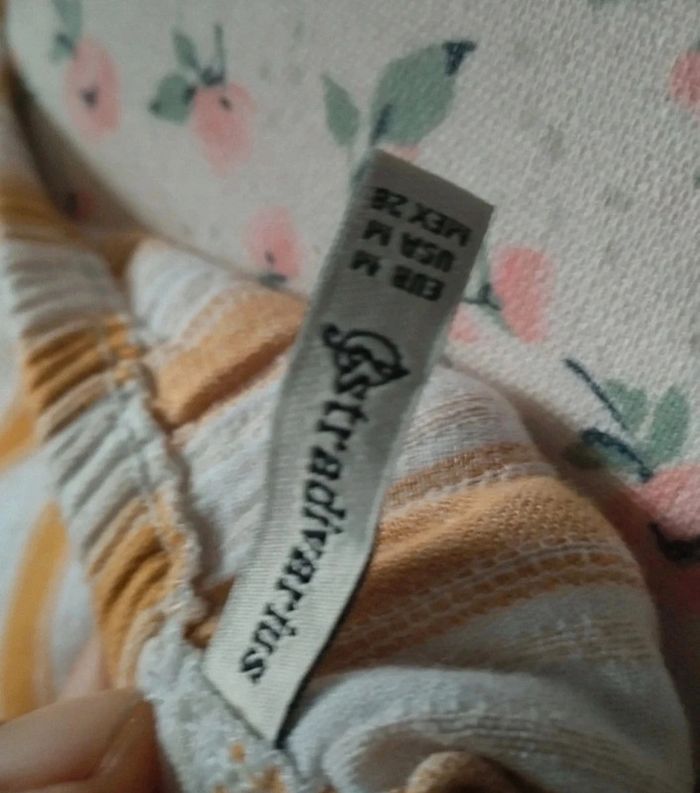 Stradivarius
EUR M
USA M
MEX 28